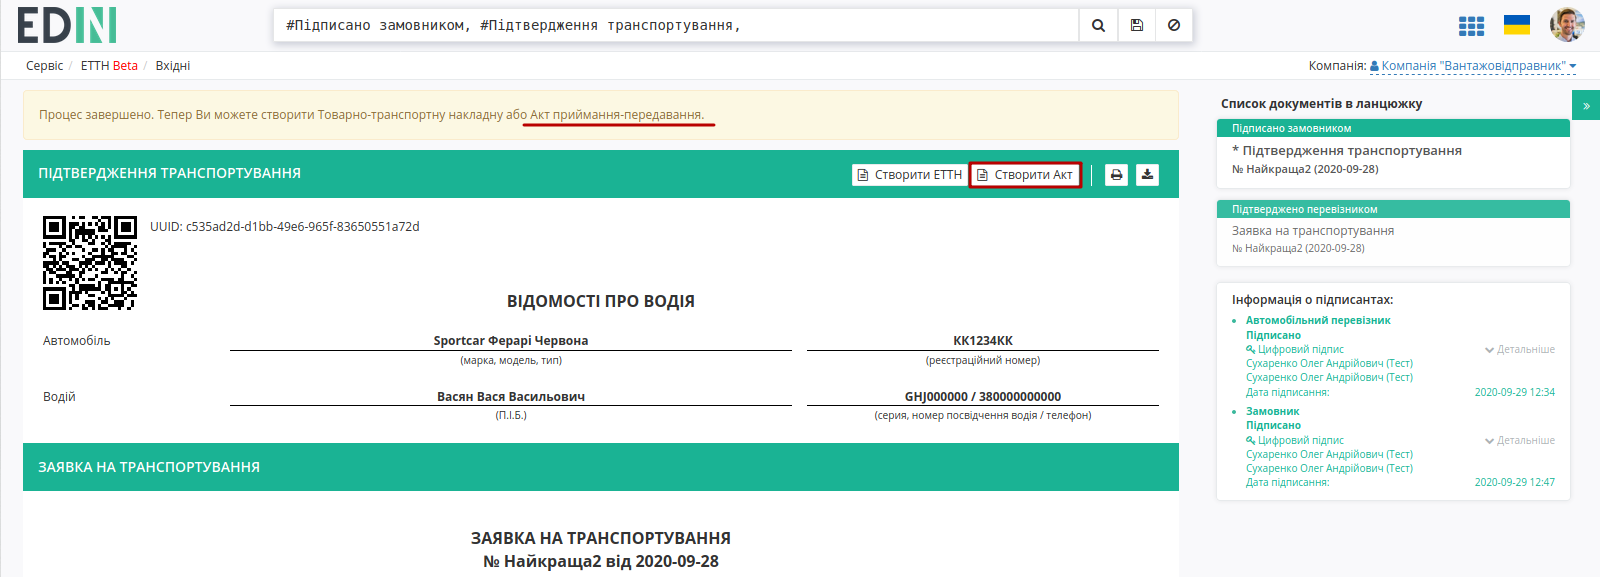 EDIN
#Підписано замовником, #Підтвердження транспортування,
Сервіс / ЕТТН Beta / Вхідні
Компанія: Компанія "Вантажовідправник"
Процес завершено. Тепер Ви можете створити Товарно-транспортну накладну або Акт приймання-передавання.
ПІДТВЕРДЖЕННЯ ТРАНСПОРТУВАННЯ
Створити ЕТТН
Створити Акт
UUID: c535ad2d-d1bb-49e6-965f-83650551a72d
ВІДОМОСТІ ПРО ВОДІЯ
Автомобіль
Sportcar Ферарі Червона
КК1234КК
(марка, модель, тип)
(реєстраційний номер)
Водій
Васян Вася Васильович
GHJ000000 / 380000000000
(П.І.Б.)
(серия, номер посвідчення водія / телефон)
ЗАЯВКА НА ТРАНСПОРТУВАННЯ
ЗАЯВКА НА ТРАНСПОРТУВАННЯ
№ Найкраща2 від 2020-09-28
Список документів в ланцюжку
»
Підписано замовником
* Підтвердження транспортування
№ Найкраща2 (2020-09-28)
Підтверджено перевізником
Заявка на транспортування
№ Найкраща2 (2020-09-28)
Інформація о підписантах:
Автомобільний перевізник
Підписано
Цифровий підпис
Детальніше
Сухаренко Олег Андрійович (Тест)
Сухаренко Олег Андрійович (Тест)
Дата підписання: 2020-09-29 12:34
Замовник
Підписано
Цифровий підпис
Детальніше
Сухаренко Олег Андрійович (Тест)
Сухаренко Олег Андрійович (Тест)
Дата підписання: 2020-09-29 12:47